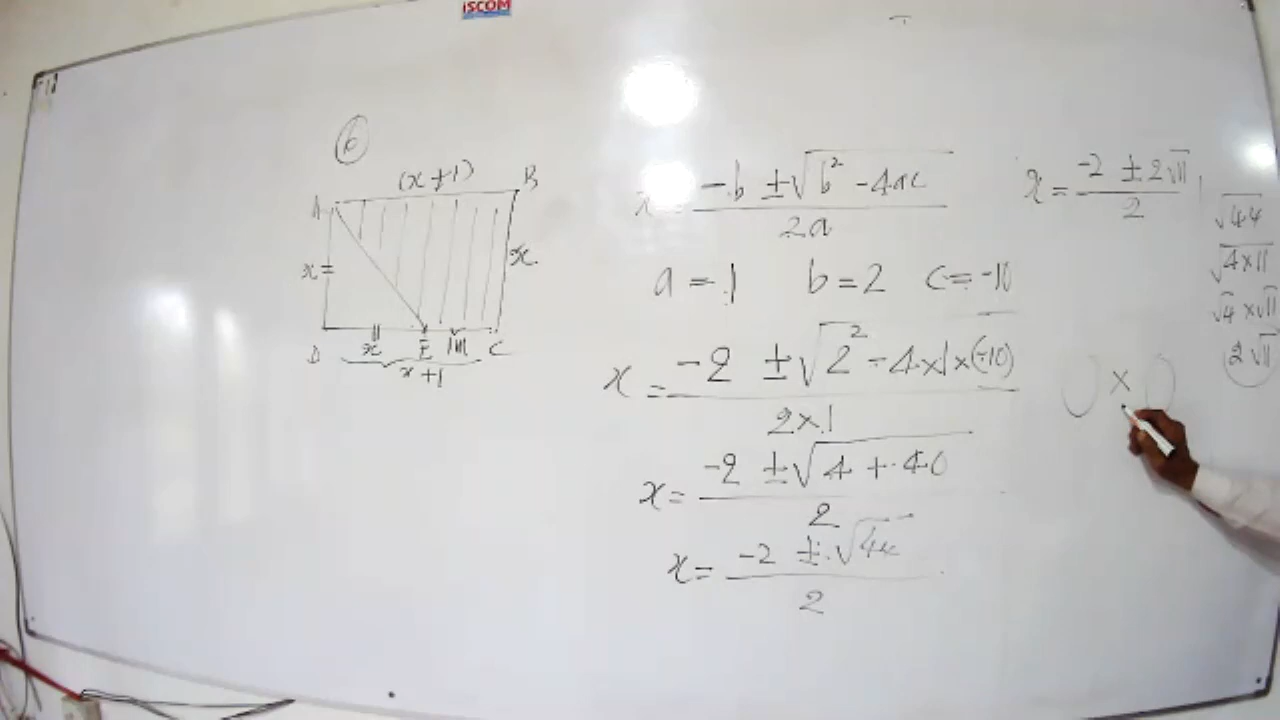 iSCOM
6
(x+1)
A B
x= x
D x E 1m C
x+1
x = -b ±√b² -4ac / 2a
a = 1 b = 2 c = -10
x = -2 ±√2² - 4×1×(-10) / 2×1
x = -2 ±√4 + 40 / 2
x = -2 ±√44 / 2
x = -2 ± 2√11 / 2
√44
√4×11
√4 ×√11
2√11
×